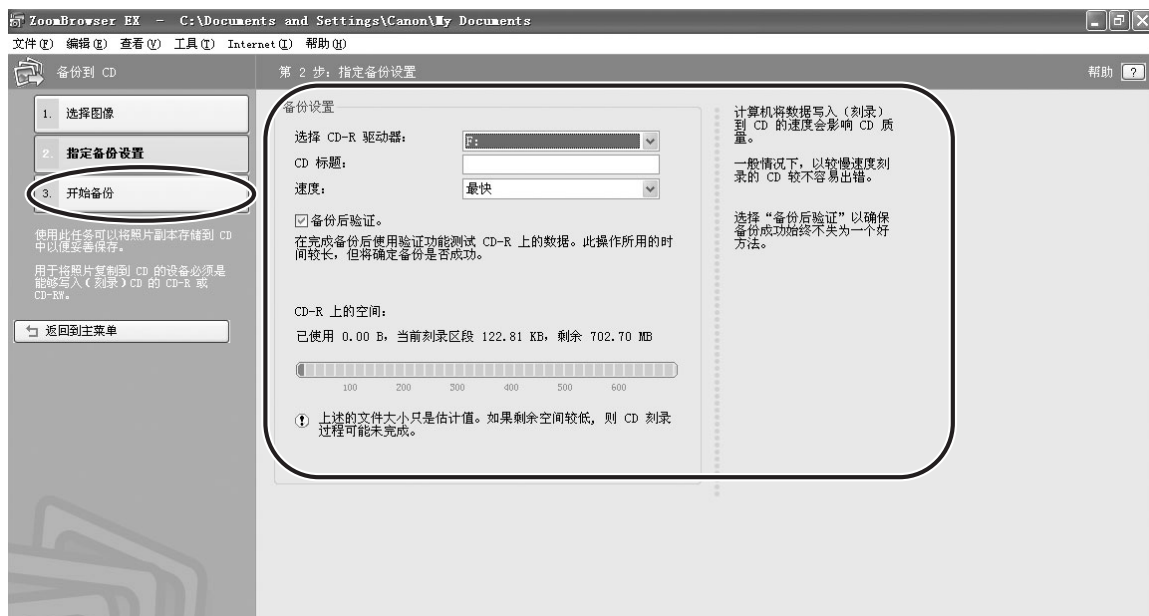 ZoomBrowser EX - C:\Documents and Settings\Canon\My Documents
文件(F) 编辑(E) 查看(V) 工具(T) Internet(I) 帮助(H)
备份到 CD
第 2 步: 指定备份设置
帮助 ?
1. 选择图像
2. 指定备份设置
3. 开始备份
使用此任务可以将照片副本存储到 CD
中以便妥善保存。
用于将照片复制到 CD 的设备必须是
能够写入(刻录)CD 的 CD-R 或
CD-RW。
返回到主菜单
备份设置
选择 CD-R 驱动器: F:
CD 标题:
速度: 最快
备份后验证。
在完成备份后使用验证功能测试 CD-R 上的数据。此操作所用的时
间较长，但将确定备份是否成功。
CD-R 上的空间:
已使用 0.00 B，当前刻录区段 122.81 KB，剩余 702.70 MB
100 200 300 400 500 600
上述的文件大小只是估计值。如果剩余空间较低, 则 CD 刻录
过程可能未完成。
计算机将数据写入（刻录）
到 CD 的速度会影响 CD 质
量。
一般情况下，以较慢速度刻
录的 CD 较不容易出错。
选择“备份后验证”以确保
备份成功始终不失为一个好
方法。